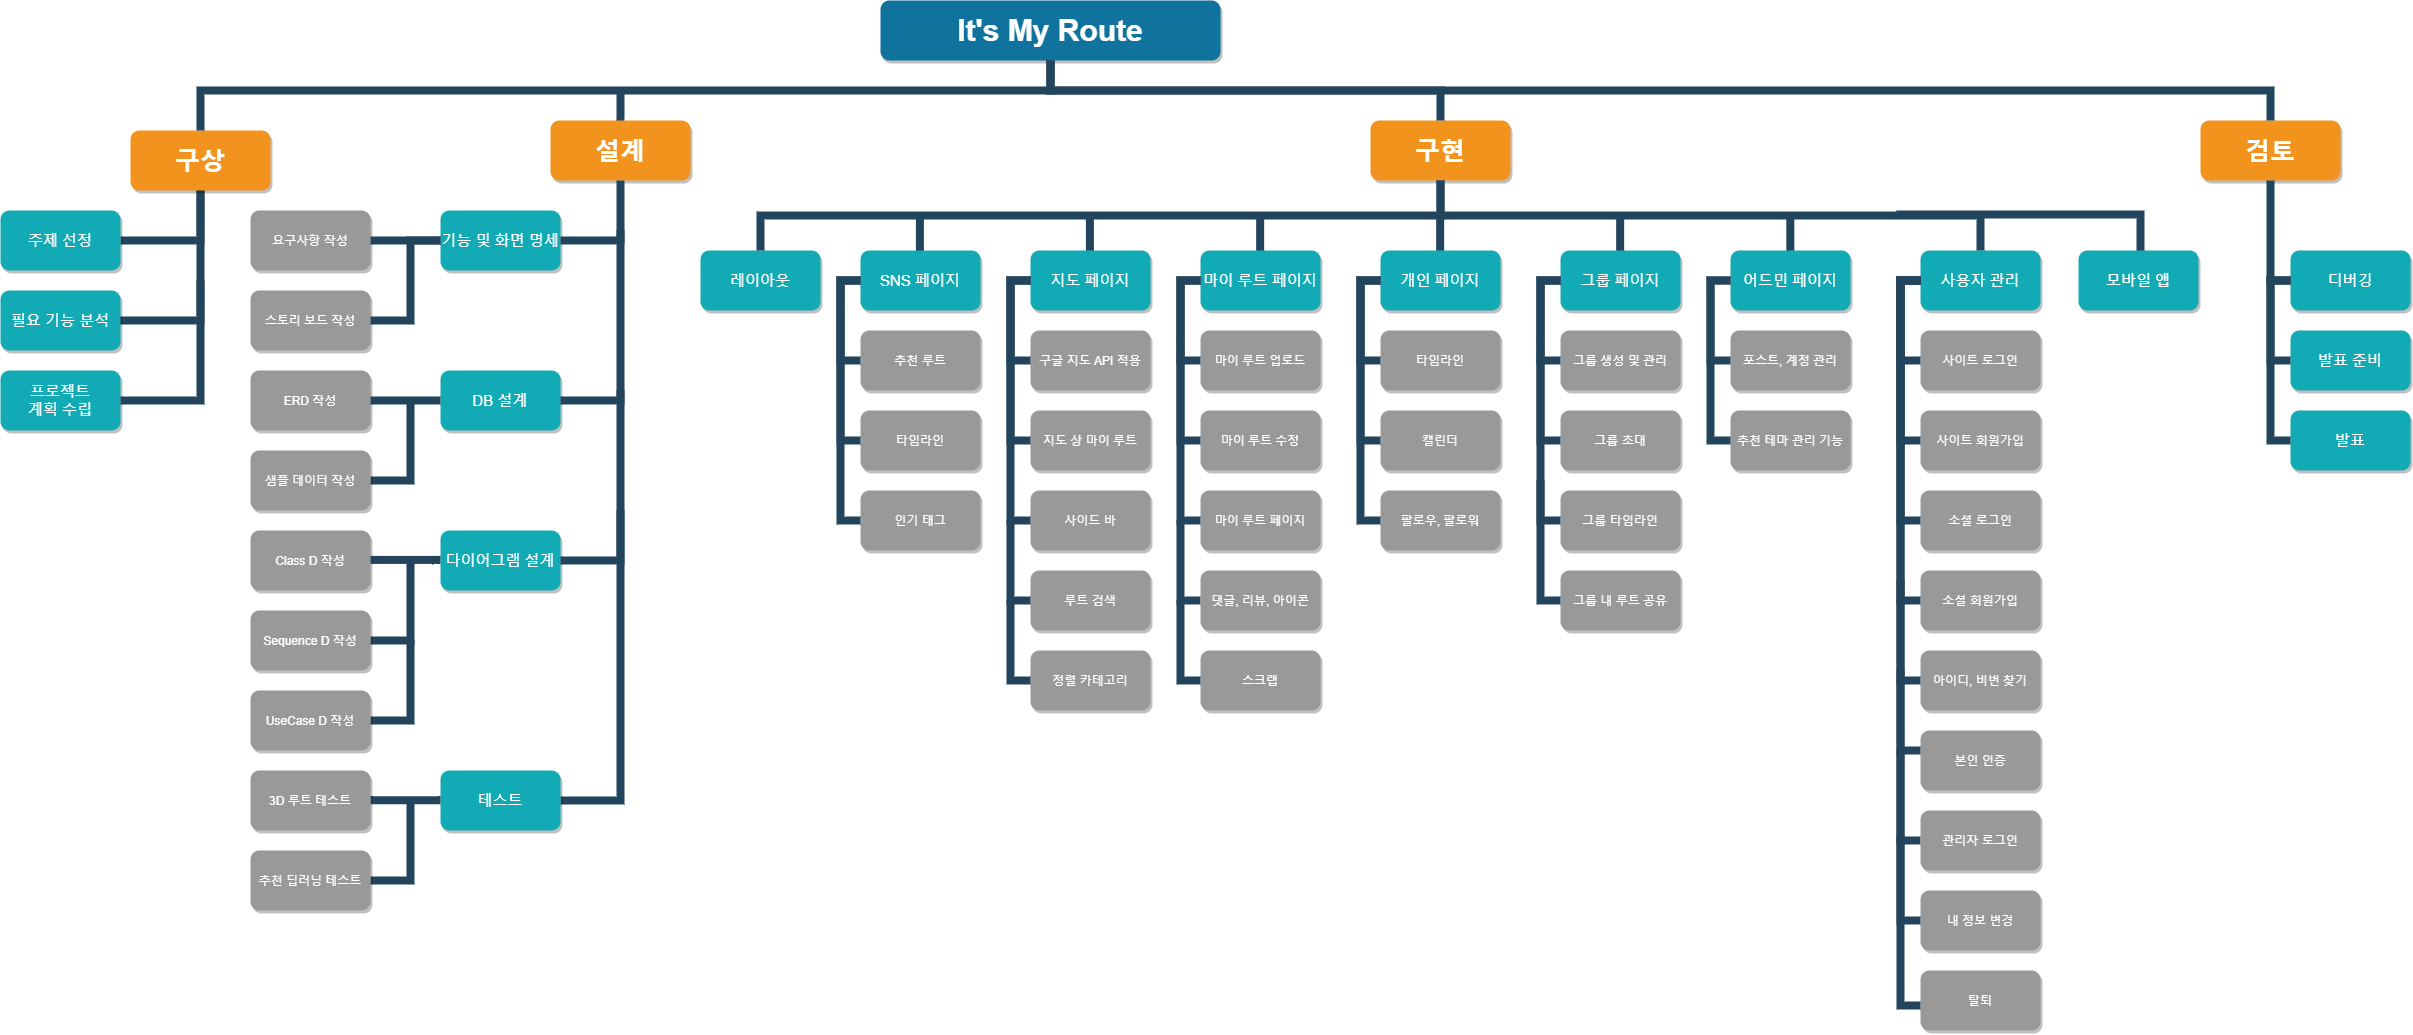 It's My Route
구상
설계
구현
검토
주제 선정
필요 기능 분석
프로젝트
계획 수립
기능 및 화면 명세
요구사항 작성
스토리 보드 작성
DB 설계
ERD 작성
샘플 데이터 작성
다이어그램 설계
Class D 작성
Sequence D 작성
UseCase D 작성
테스트
3D 루트 테스트
추천 딥러닝 테스트
레이아웃
SNS 페이지
추천 루트
타임라인
인기 태그
지도 페이지
구글 지도 API 적용
지도 상 마이 루트
사이드 바
루트 검색
정렬 카테고리
마이 루트 페이지
마이 루트 업로드
마이 루트 수정
마이 루트 페이지
댓글, 리뷰, 아이콘
스크랩
개인 페이지
타임라인
캘린더
팔로우, 팔로워
그룹 페이지
그룹 생성 및 관리
그룹 초대
그룹 타임라인
그룹 내 루트 공유
어드민 페이지
포스트, 계정 관리
추천 테마 관리 기능
사용자 관리
사이트 로그인
사이트 회원가입
소셜 로그인
소셜 회원가입
아이디, 비번 찾기
본인 인증
관리자 로그인
내 정보 변경
탈퇴
모바일 앱
디버깅
발표 준비
발표